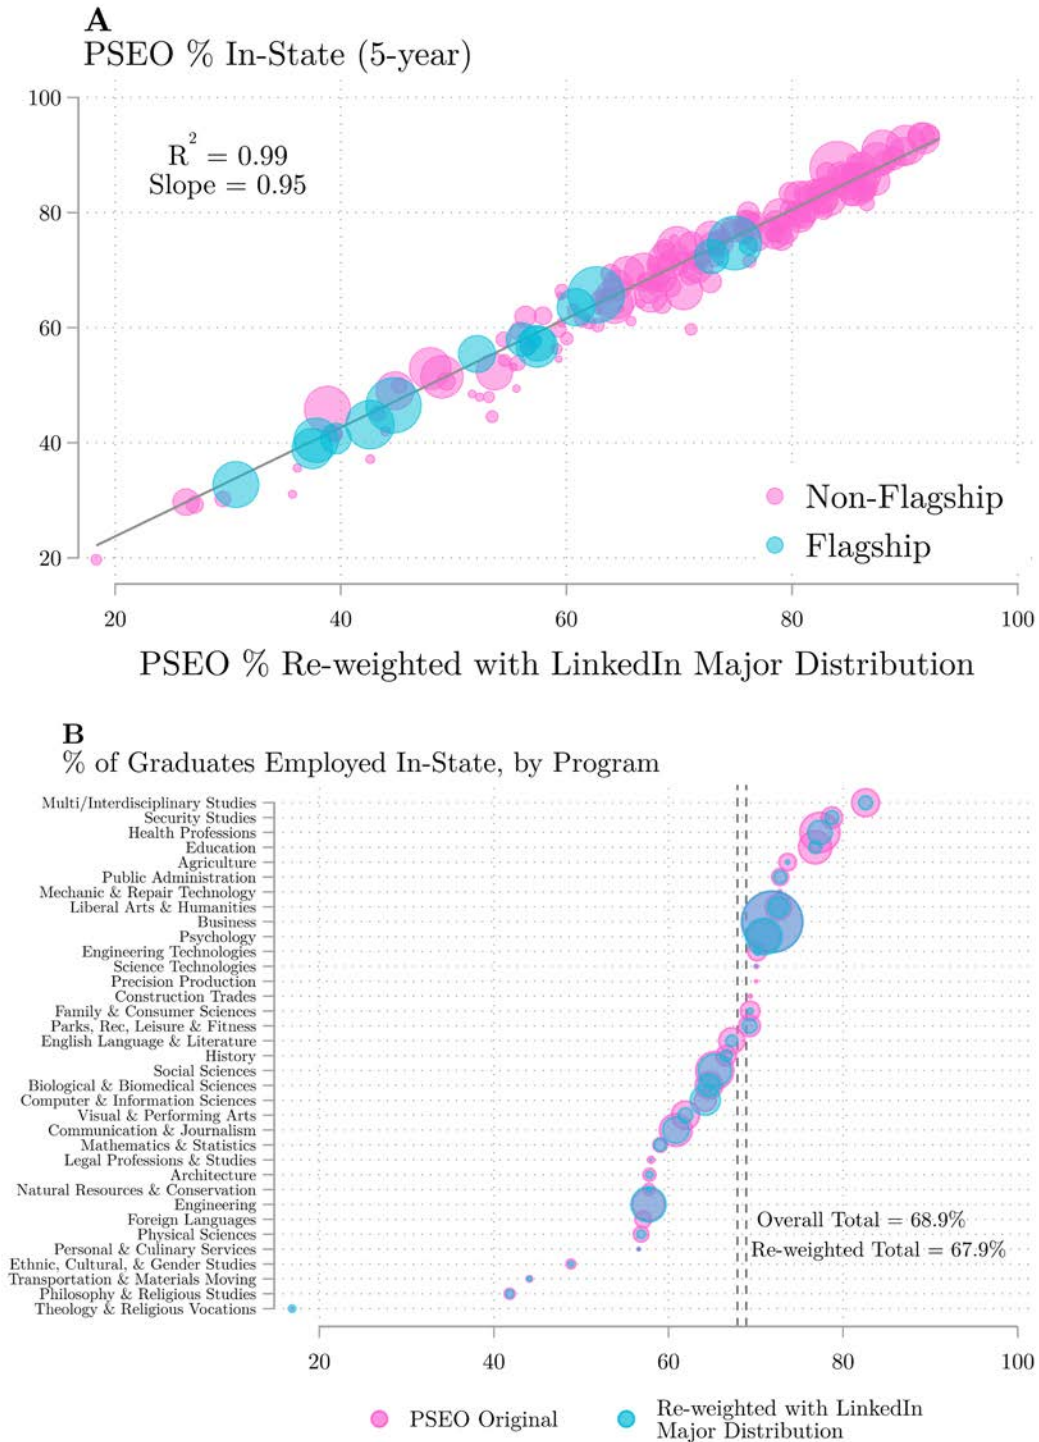 A
PSEO % In-State (5-year)
100
80
60
40
20
R² = 0.99
Slope = 0.95
Non-Flagship
Flagship
20 40 60 80 100
PSEO % Re-weighted with LinkedIn Major Distribution
B
% of Graduates Employed In-State, by Program
Multi/Interdisciplinary Studies
Security Studies
Health Professions
Education
Agriculture
Public Administration
Mechanic & Repair Technology
Liberal Arts & Humanities
Business
Psychology
Engineering Technologies
Science Technologies
Precision Production
Construction Trades
Family & Consumer Sciences
Parks, Rec, Leisure & Fitness
English Language & Literature
History
Social Sciences
Biological & Biomedical Sciences
Computer & Information Sciences
Visual & Performing Arts
Communication & Journalism
Mathematics & Statistics
Legal Professions & Studies
Architecture
Natural Resources & Conservation
Engineering
Foreign Languages
Physical Sciences
Personal & Culinary Services
Ethnic, Cultural, & Gender Studies
Transportation & Materials Moving
Philosophy & Religious Studies
Theology & Religious Vocations
Overall Total = 68.9%
Re-weighted Total = 67.9%
20 40 60 80 100
PSEO Original
Re-weighted with LinkedIn
Major Distribution